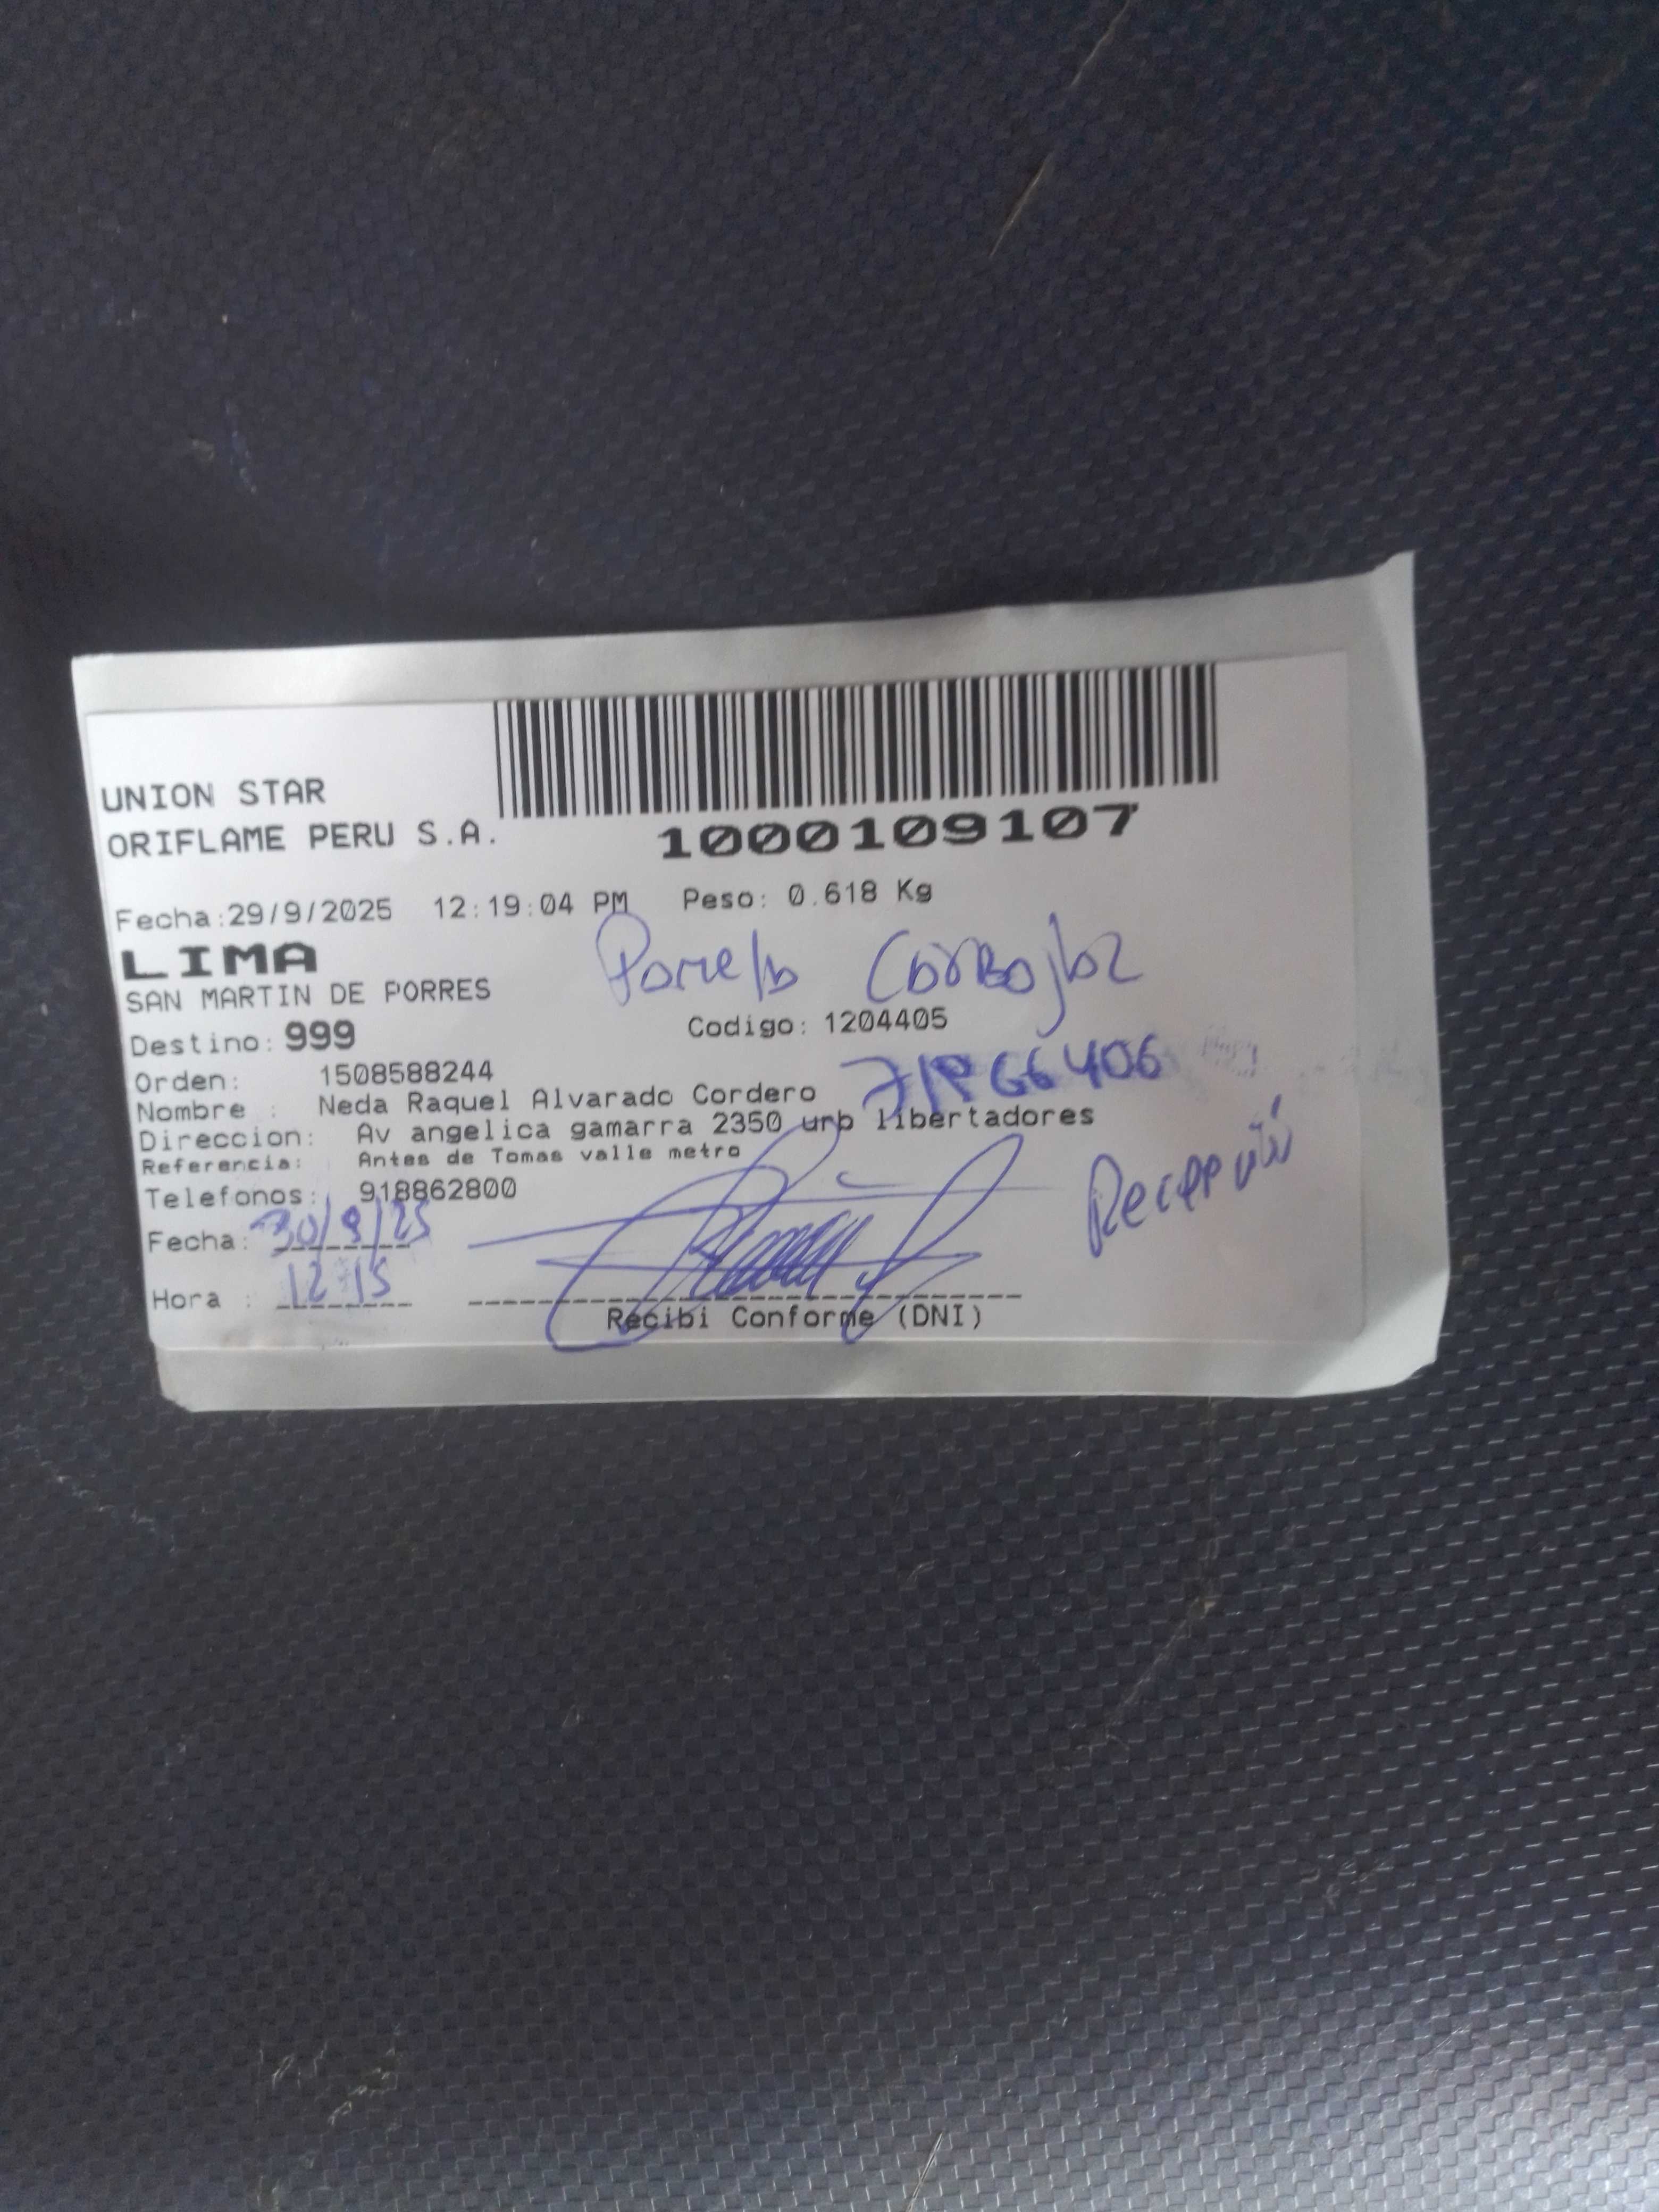 UNION STAR
ORIFLAME PERU S.A.
1000109107
Fecha:29/9/2025 12:19:04 PM Peso: 0.618 Kg
LIMA
SAN MARTIN DE PORRES
Destino: 999 Codigo: 1204405
Orden: 1508588244
Nombre : Neda Raquel Alvarado Cordero
Direccion: Av angelica gamarra 2350 urb libertadores
Referencia: Antes de Tomas valle metro
Telefonos: 918862800
Fecha: 30/9/25
Hora : 12 15
Recibi Conforme (DNI)